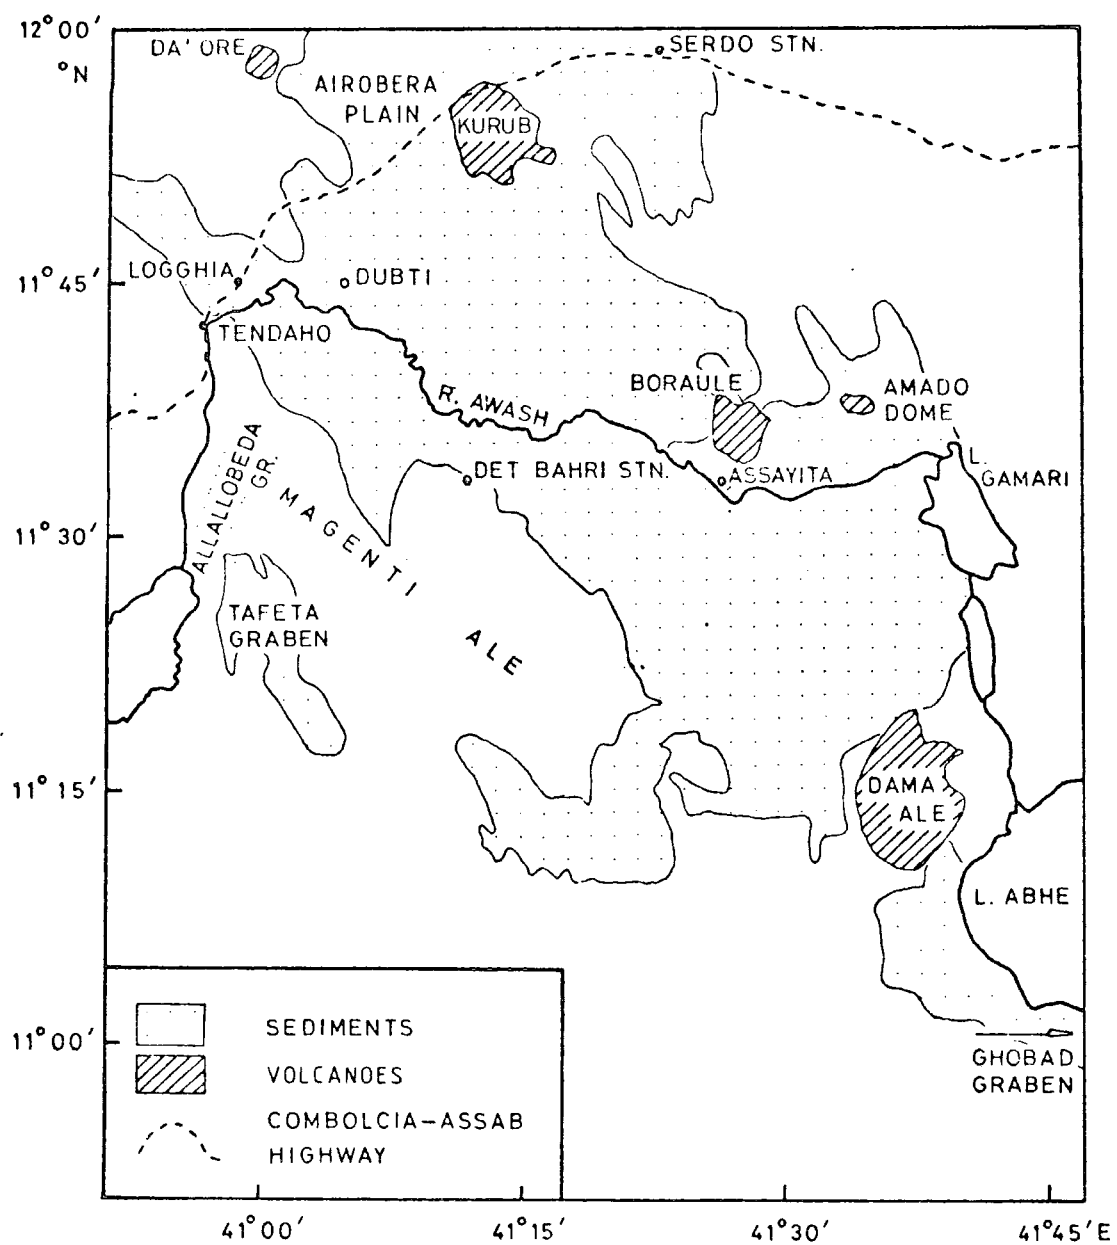 12°00′
°N
DA'ORE
SERDO STN.
AIROBERA
PLAIN
KURUB
LOGGHIA
DUBTI
11°45′
TENDAHO
BORAULE
AMADO
DOME
R. AWASH
ALLALLOBEDA
GR.
DET BAHRI STN.
ASSAYITA
L.
GAMARI
11°30′
MAGENTI
ALE
TAFETA
GRABEN
11°15′
DAMA
ALE
L. ABHE
11°00′
GHOBAD
GRABEN
SEDIMENTS
VOLCANOES
COMBOLCIA-ASSAB
HIGHWAY
41°00′
41°15′
41°30′
41°45′E